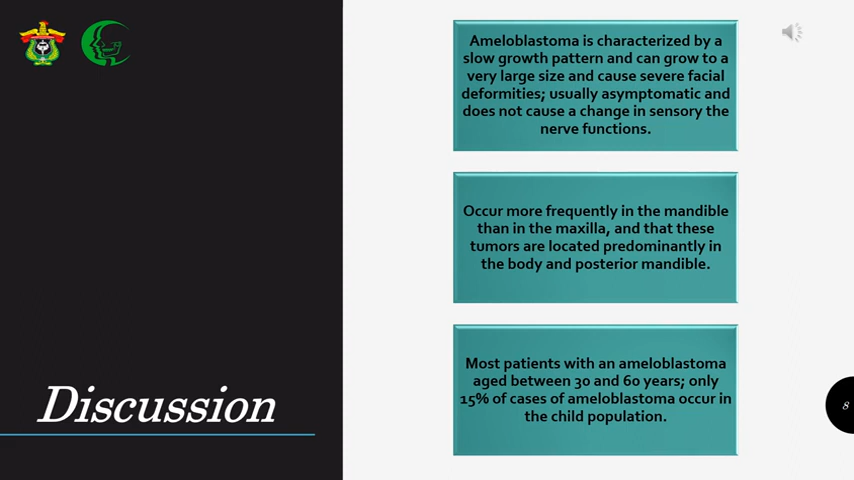 Ameloblastoma is characterized by a
slow growth pattern and can grow to a
very large size and cause severe facial
deformities; usually asymptomatic and
does not cause a change in sensory the
nerve functions.
Occur more frequently in the mandible
than in the maxilla, and that these
tumors are located predominantly in
the body and posterior mandible.
Most patients with an ameloblastoma
aged between 30 and 60 years; only
15% of cases of ameloblastoma occur in
the child population.
Discussion
8